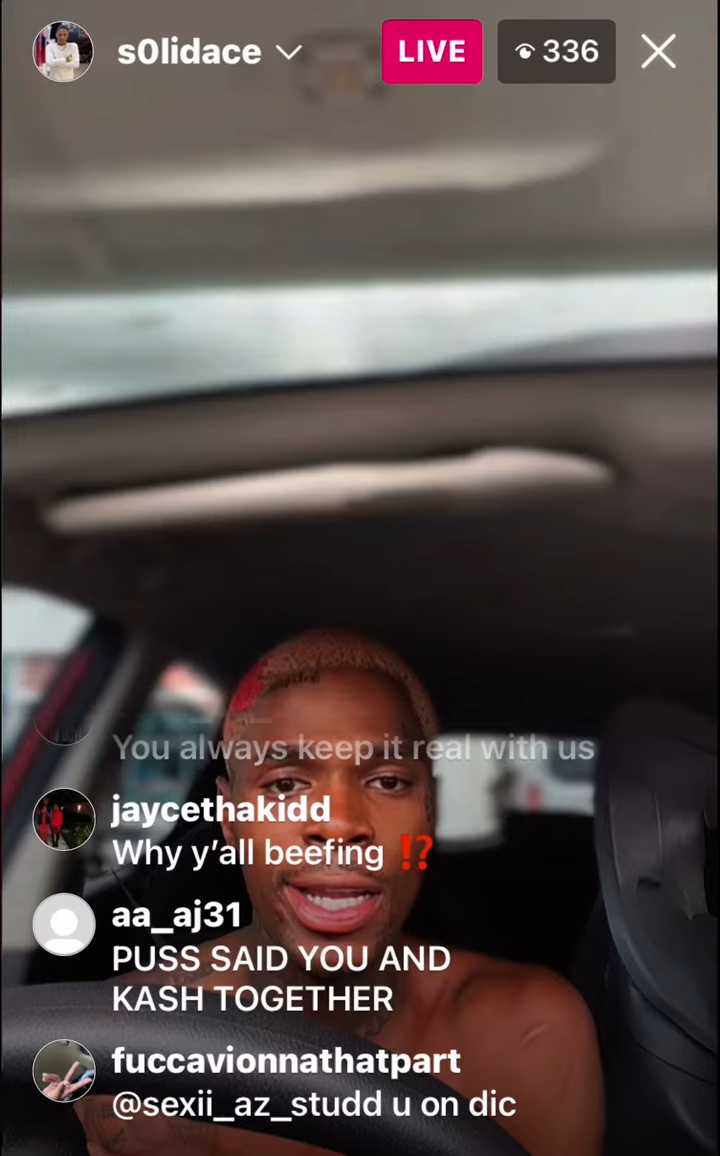 s0lidace
LIVE
336
You always keep it real with us
jaycethakidd
Why y’all beefing ⁉️
aa_aj31
PUSS SAID YOU AND
KASH TOGETHER
fuccavionnathatpart
@sexii_az_studd u on dic